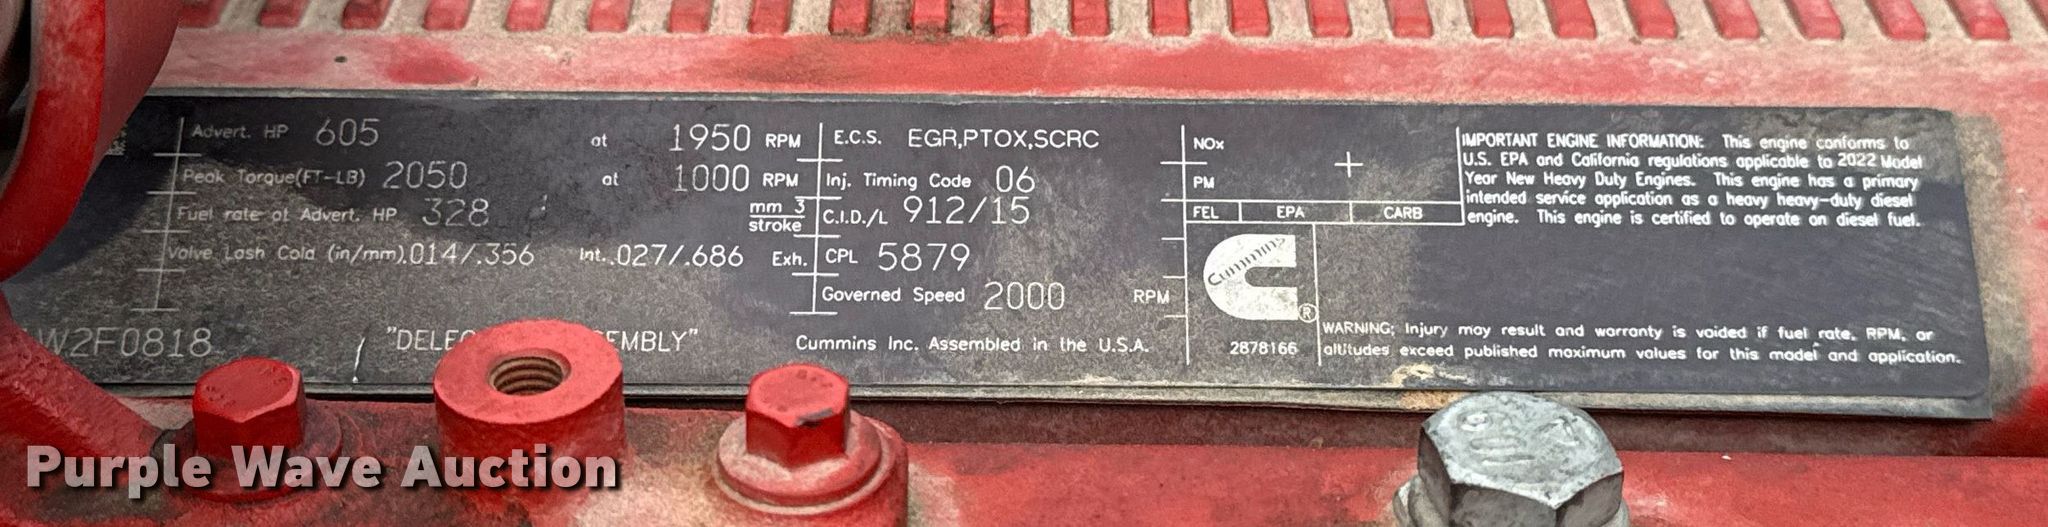 Advert. HP 605 at 1950 RPM
Peak Torque(FT-LB) 2050 at 1000 RPM
Fuel rate at Advert. HP 328 mm 3 stroke
Valve Lash Cold (in/mm) .014/.356 Int. .027/.686 Exh.
W2F0818 "DELE EMBLY"
E.C.S. EGR,PTOX,SCRC
Inj. Timing Code 06
C.I.D./L 912/15
CPL 5879
Governed Speed 2000 RPM
Cummins Inc. Assembled in the U.S.A.
NOx
PM
FEL EPA CARB
Cummins
®
2878166
IMPORTANT ENGINE INFORMATION: This engine conforms to
U.S. EPA and California regulations applicable to 2022 Model
Year New Heavy Duty Engines. This engine has a primary
intended service application as a heavy heavy-duty diesel
engine. This engine is certified to operate on diesel fuel.
WARNING: Injury may result and warranty is voided if fuel rate, RPM, or
altitudes exceed published maximum values for this model and application.
Purple Wave Auction